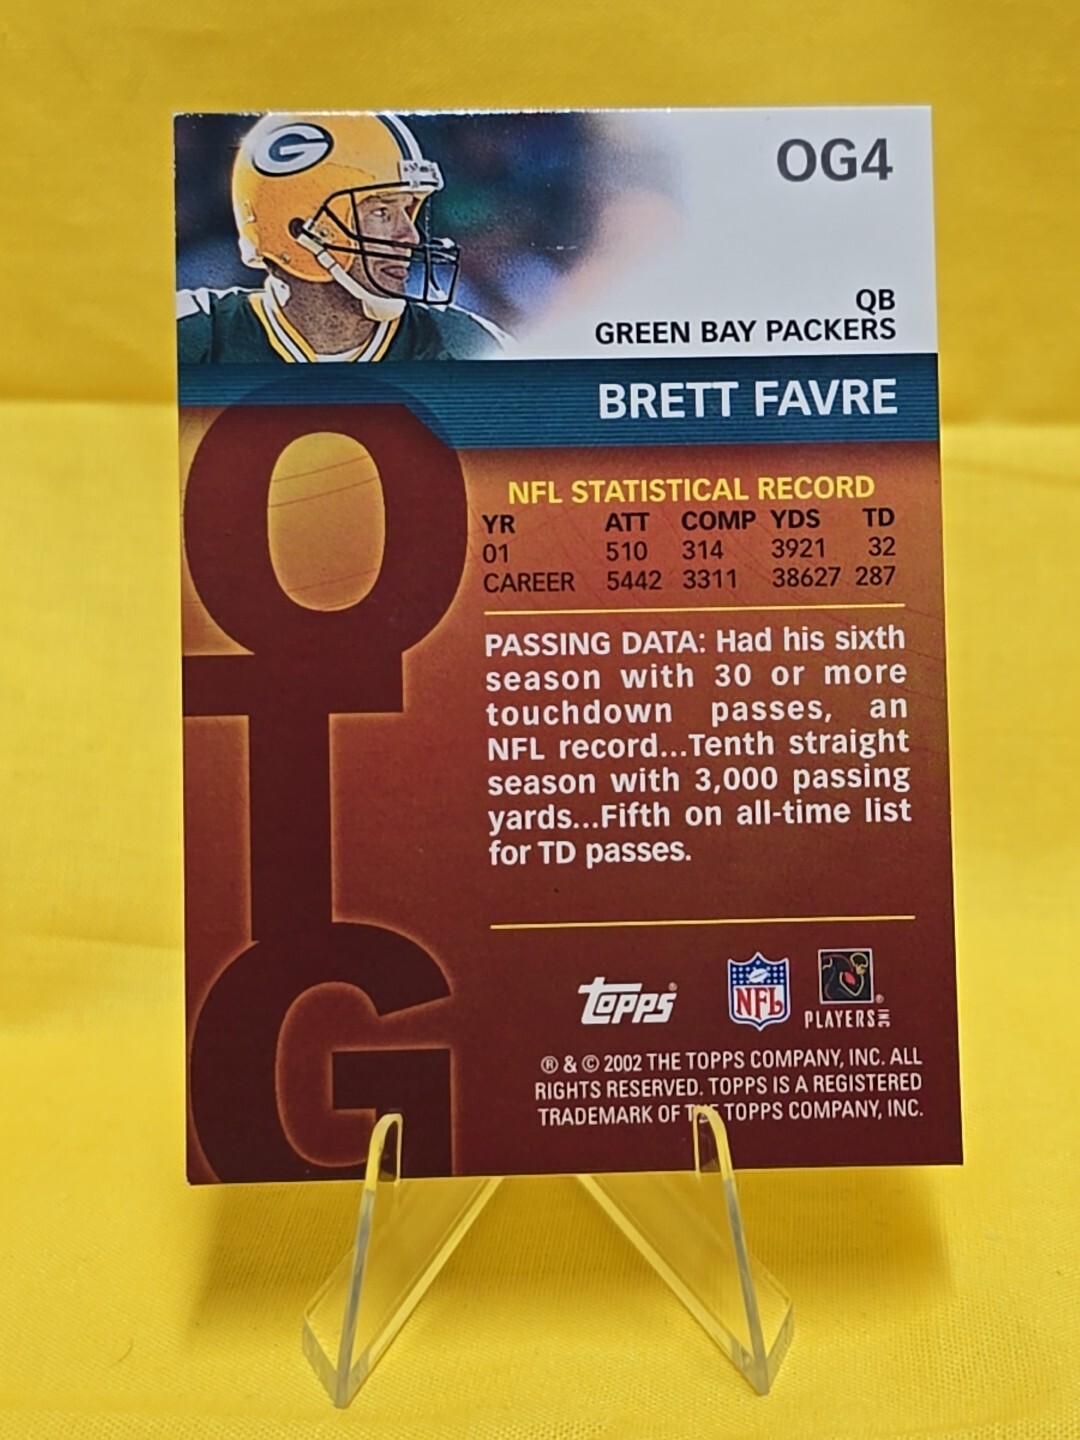 G
OG4
QB
GREEN BAY PACKERS
BRETT FAVRE
OTG
NFL STATISTICAL RECORD
YR ATT COMP YDS TD
01 510 314 3921 32
CAREER 5442 3311 38627 287
PASSING DATA: Had his sixth
season with 30 or more
touchdown passes, an
NFL record...Tenth straight
season with 3,000 passing
yards...Fifth on all-time list
for TD passes.
Topps®
NFL
PLAYERS INC ®
® & © 2002 THE TOPPS COMPANY, INC. ALL
RIGHTS RESERVED. TOPPS IS A REGISTERED
TRADEMARK OF THE TOPPS COMPANY, INC.